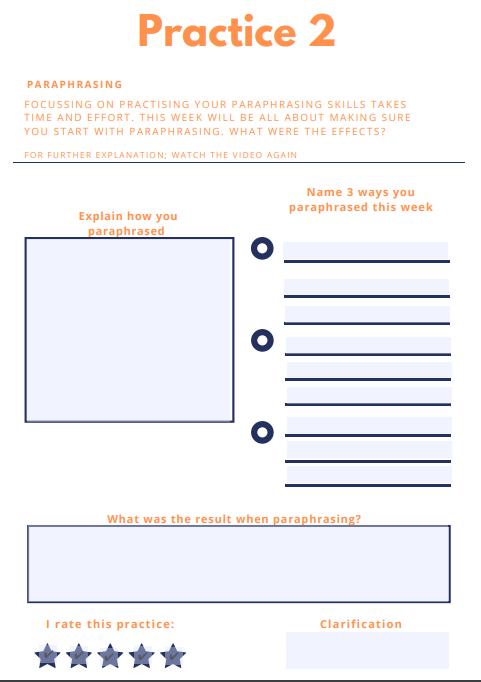 Practice 2
PARAPHRASING
FOCUSSING ON PRACTISING YOUR PARAPHRASING SKILLS TAKES
TIME AND EFFORT. THIS WEEK WILL BE ALL ABOUT MAKING SURE
YOU START WITH PARAPHRASING. WHAT WERE THE EFFECTS?
FOR FURTHER EXPLANATION; WATCH THE VIDEO AGAIN
Explain how you
paraphrased
Name 3 ways you
paraphrased this week
What was the result when paraphrasing?
I rate this practice:
Clarification